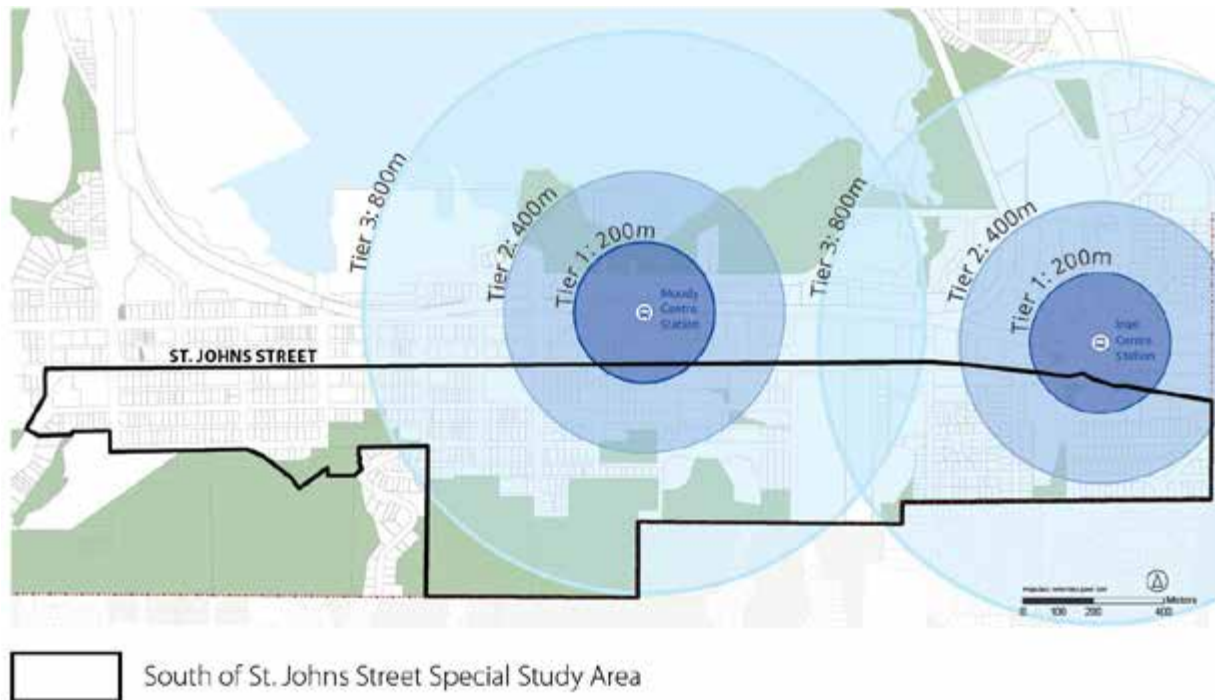 Tier 3: 800m
Tier 2: 400m
Tier 1: 200m
Moody
Centre
Station
Tier 3: 800m
Tier 2: 400m
Tier 1: 200m
Inlet
Centre
Station
ST. JOHNS STREET
Meters
0 100 200 400
South of St. Johns Street Special Study Area